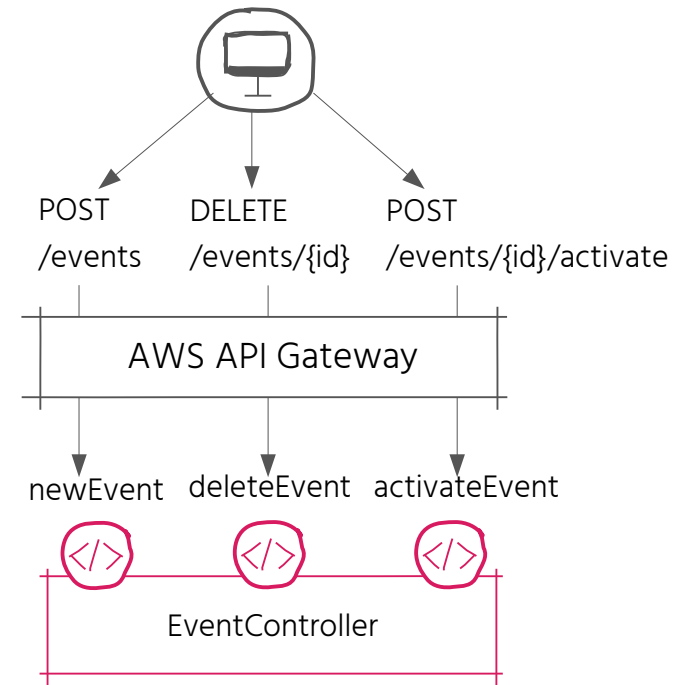 POST
/events
DELETE
/events/{id}
POST
/events/{id}/activate
AWS API Gateway
newEvent
deleteEvent
activateEvent
</>
</>
</>
EventController